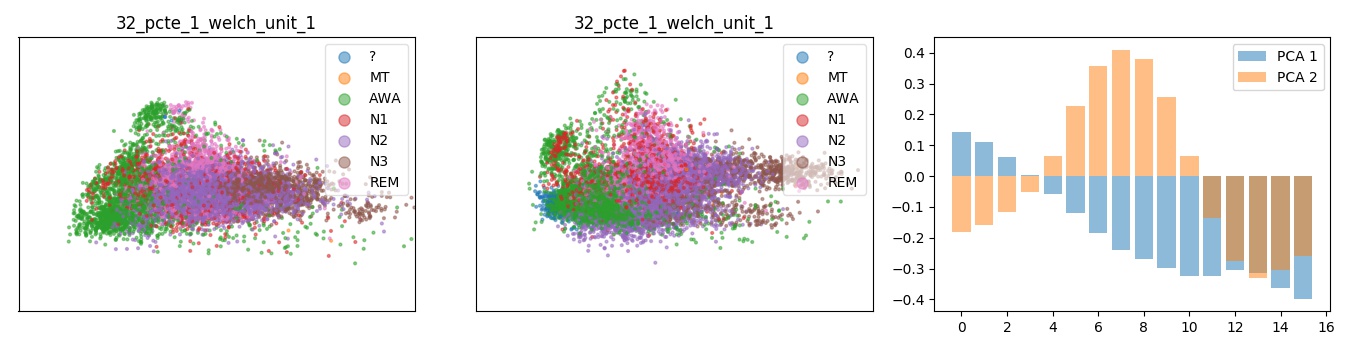 32_pcte_1_welch_unit_1
?
MT
AWA
N1
N2
N3
REM
32_pcte_1_welch_unit_1
?
MT
AWA
N1
N2
N3
REM
PCA 1
PCA 2
0.4
0.3
0.2
0.1
0.0
−0.1
−0.2
−0.3
−0.4
0 2 4 6 8 10 12 14 16